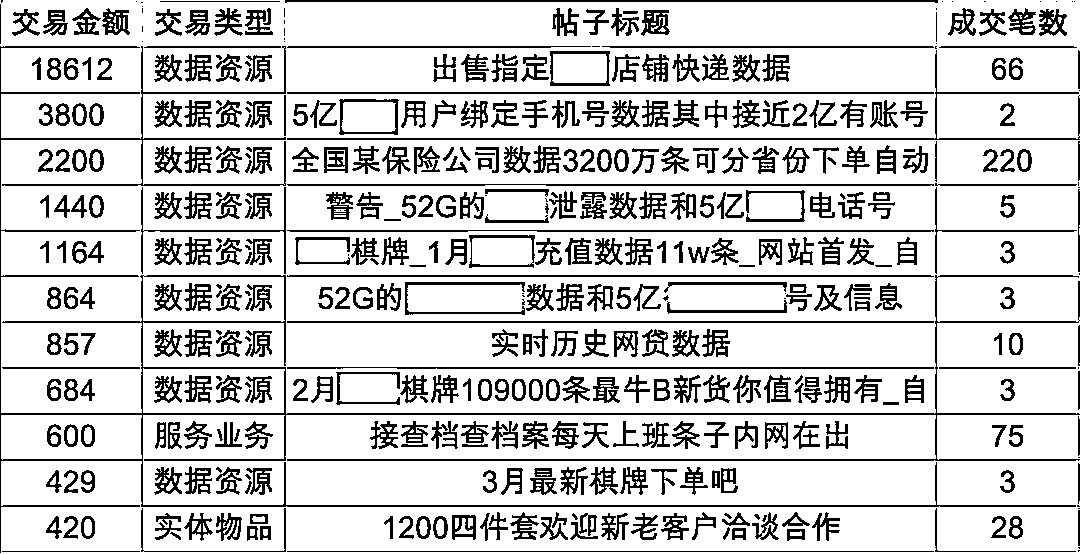 交易金额 交易类型 帖子标题 成交笔数
18612 数据资源 出售指定 店铺快递数据 66
3800 数据资源 5亿 用户绑定手机号数据其中接近2亿有账号 2
2200 数据资源 全国某保险公司数据3200万条可分省份下单自动 220
1440 数据资源 警告_52G的 泄露数据和5亿 电话号 5
1164 数据资源 棋牌_1月 充值数据11w条_网站首发_自 3
864 数据资源 52G的 数据和5亿 号及信息 3
857 数据资源 实时历史网贷数据 10
684 数据资源 2月 棋牌109000条最牛B新货你值得拥有_自 3
600 服务业务 接查档查档案每天上班条子内网在出 75
429 数据资源 3月最新棋牌下单吧 3
420 实体物品 1200四件套欢迎新老客户洽谈合作 28